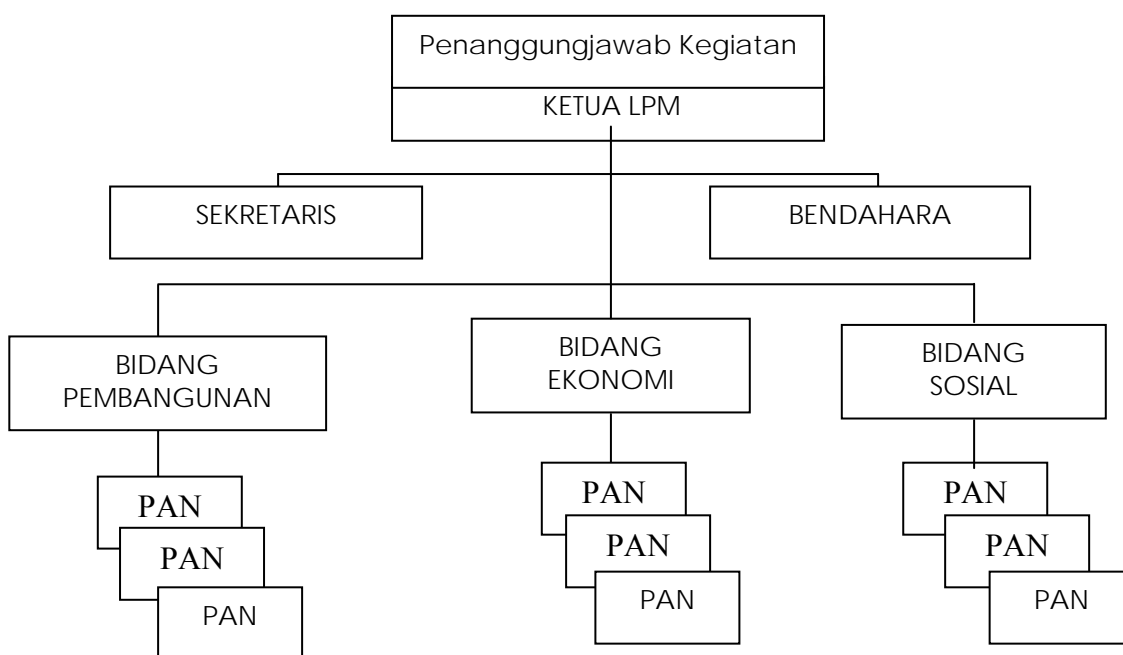 Penanggungjawab Kegiatan
KETUA LPM
SEKRETARIS
BENDAHARA
BIDANG
PEMBANGUNAN
BIDANG
EKONOMI
BIDANG
SOSIAL
PAN
PAN
PAN
PAN
PAN
PAN
PAN
PAN
PAN